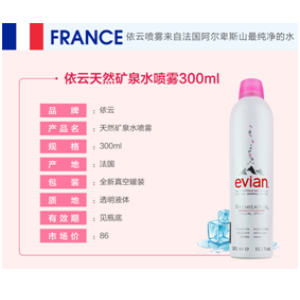 FRANCE 依云喷雾来自法国阿尔卑斯山最纯净的水
依云天然矿泉水喷雾300ml
品 牌 : 依云
产品名 : 天然矿泉水喷雾
规 格 : 300ml
产 地 : 法国
包 装 : 全新真空罐装
质 地 : 透明液体
有效期 : 见瓶底
市场价 : 86
evian